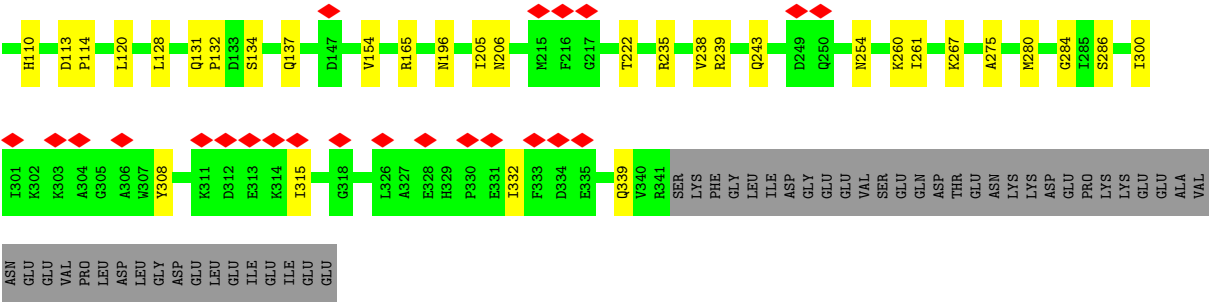 H110 D113 P114 L120 L128 Q131 P132 D133 S134 Q137 D147 V154 R165 N196 I205 N206 M215 F216 G217 T222 R235 V238 R239 Q243 D249 Q250 N254 K260 I261 K267 A275 M280 G284 I285 S286 I300
I301 K302 K303 A304 G305 A306 W307 Y308 K311 D312 E313 K314 I315 G318 L326 A327 E328 H329 P330 E331 I332 F333 D334 E335 Q339 V340 R341 SER LYS PHE GLY LEU ILE ASP GLY GLU GLU VAL SER GLU GLN ASP THR GLU ASN LYS LYS ASP GLU PRO LYS LYS GLU GLU ALA VAL
ASN GLU GLU VAL PRO LEU ASP LEU GLY ASP GLU LEU GLU ILE GLU ILE GLU GLU